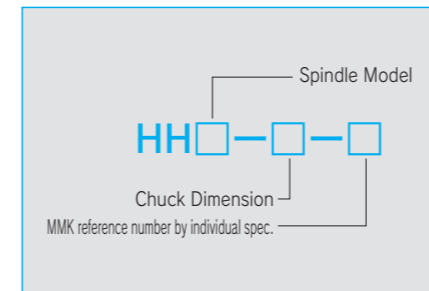 Spindle Model
HH□-□-□
Chuck Dimension
MMK reference number by individual spec.